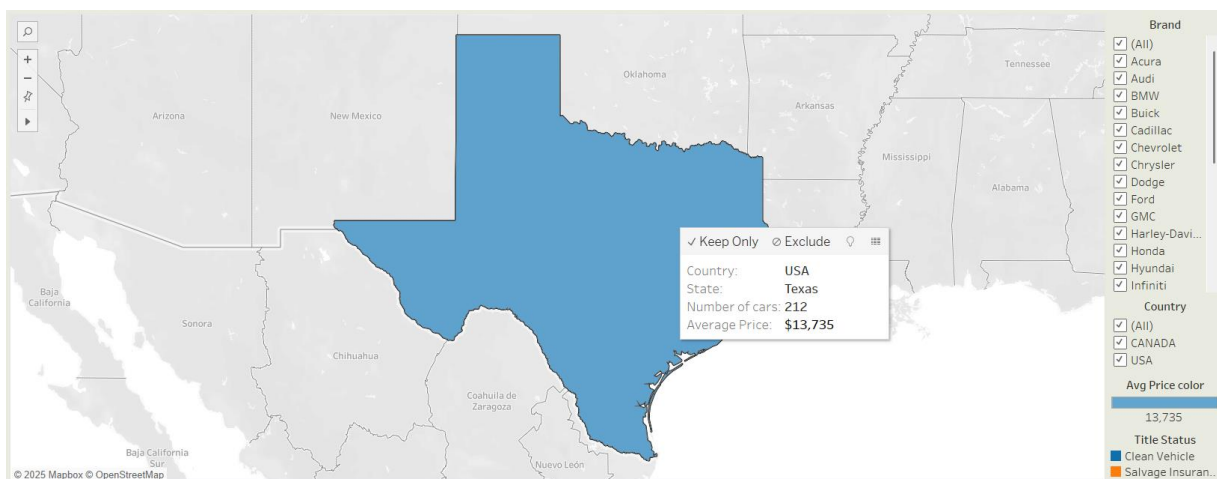 Oklahoma
Tennessee
Arizona
New Mexico
Arkansas
Mississippi
Alabama
Baja
California
Sonora
Chihuahua
Coahuila de
Zaragoza
Baja California
Sur
Nuevo León
© 2025 Mapbox © OpenStreetMap
Keep Only Exclude
Country: USA
State: Texas
Number of cars: 212
Average Price: $13,735
Brand
(All)
Acura
Audi
BMW
Buick
Cadillac
Chevrolet
Chrysler
Dodge
Ford
GMC
Harley-Davi...
Honda
Hyundai
Infiniti
Country
(All)
CANADA
USA
Avg Price color
13,735
Title Status
Clean Vehicle
Salvage Insuran...